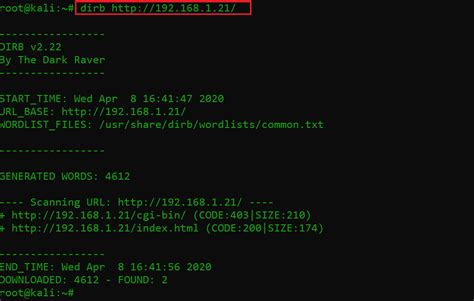 root@kali:~# dirb http://192.168.1.21/
-----------------
DIRB v2.22
By The Dark Raver
-----------------
START_TIME: Wed Apr  8 16:41:47 2020
URL_BASE: http://192.168.1.21/
WORDLIST_FILES: /usr/share/dirb/wordlists/common.txt
-----------------
GENERATED WORDS: 4612
---- Scanning URL: http://192.168.1.21/ ----
+ http://192.168.1.21/cgi-bin/ (CODE:403|SIZE:210)
+ http://192.168.1.21/index.html (CODE:200|SIZE:174)
-----------------
END_TIME: Wed Apr  8 16:41:56 2020
DOWNLOADED: 4612 - FOUND: 2
root@kali:~#